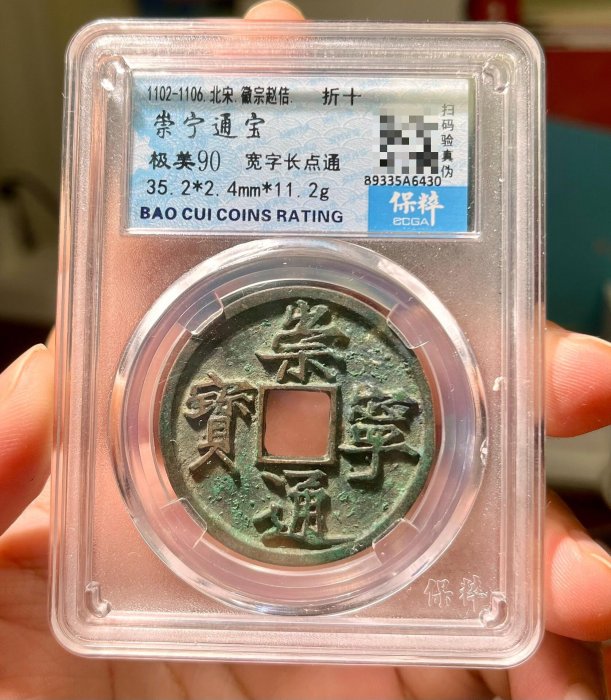 1102-1106.北宋.徽宗赵佶. 折十
崇宁通宝
极美90 宽字长点通
35.2*2.4mm*11.2g
BAO CUI COINS RATING
扫码验真伪
89335A6430
保粹
BCGA
崇
寶 寧
通
保粹